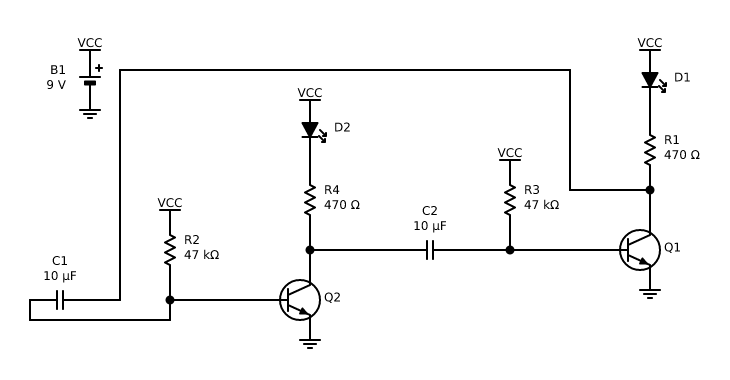 VCC
B1
9 V
+
VCC
D2
R4
470 Ω
VCC
R2
47 kΩ
C1
10 µF
Q2
C2
10 µF
VCC
R3
47 kΩ
VCC
D1
R1
470 Ω
Q1